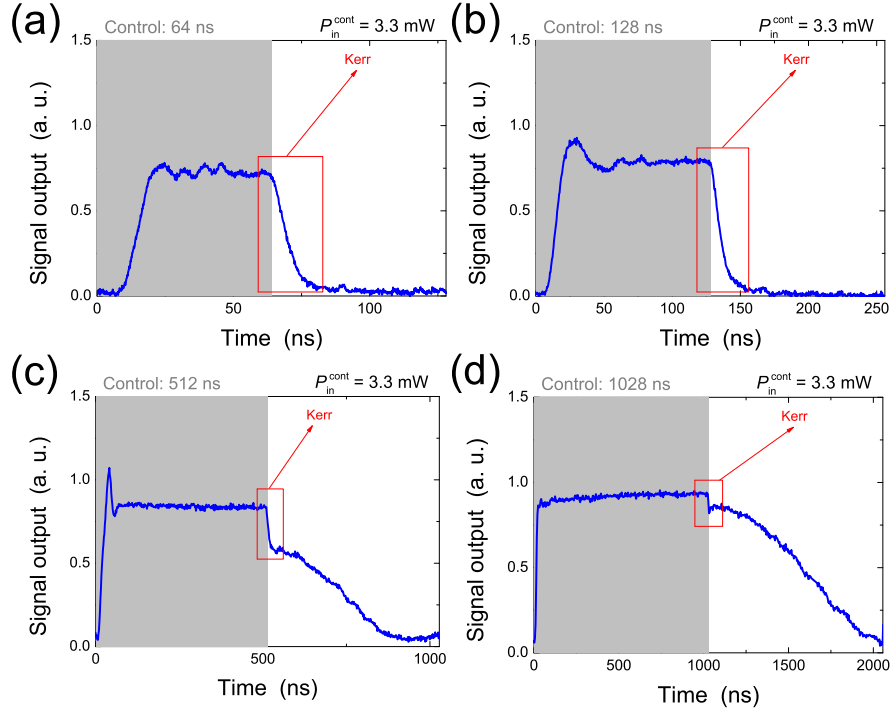 (a)
Control: 64 ns
P_in^cont = 3.3 mW
Kerr
Signal output (a. u.)
1.5
1.0
0.5
0.0
0
50
100
Time (ns)
(b)
Control: 128 ns
P_in^cont = 3.3 mW
Kerr
Signal output (a. u.)
1.5
1.0
0.5
0.0
0
50
100
150
200
250
Time (ns)
(c)
Control: 512 ns
P_in^cont = 3.3 mW
Kerr
Signal output (a. u.)
1.5
1.0
0.5
0.0
0
500
1000
Time (ns)
(d)
Control: 1028 ns
P_in^cont = 3.3 mW
Kerr
Signal output (a. u.)
1.5
1.0
0.5
0.0
0
500
1000
1500
2000
Time (ns)